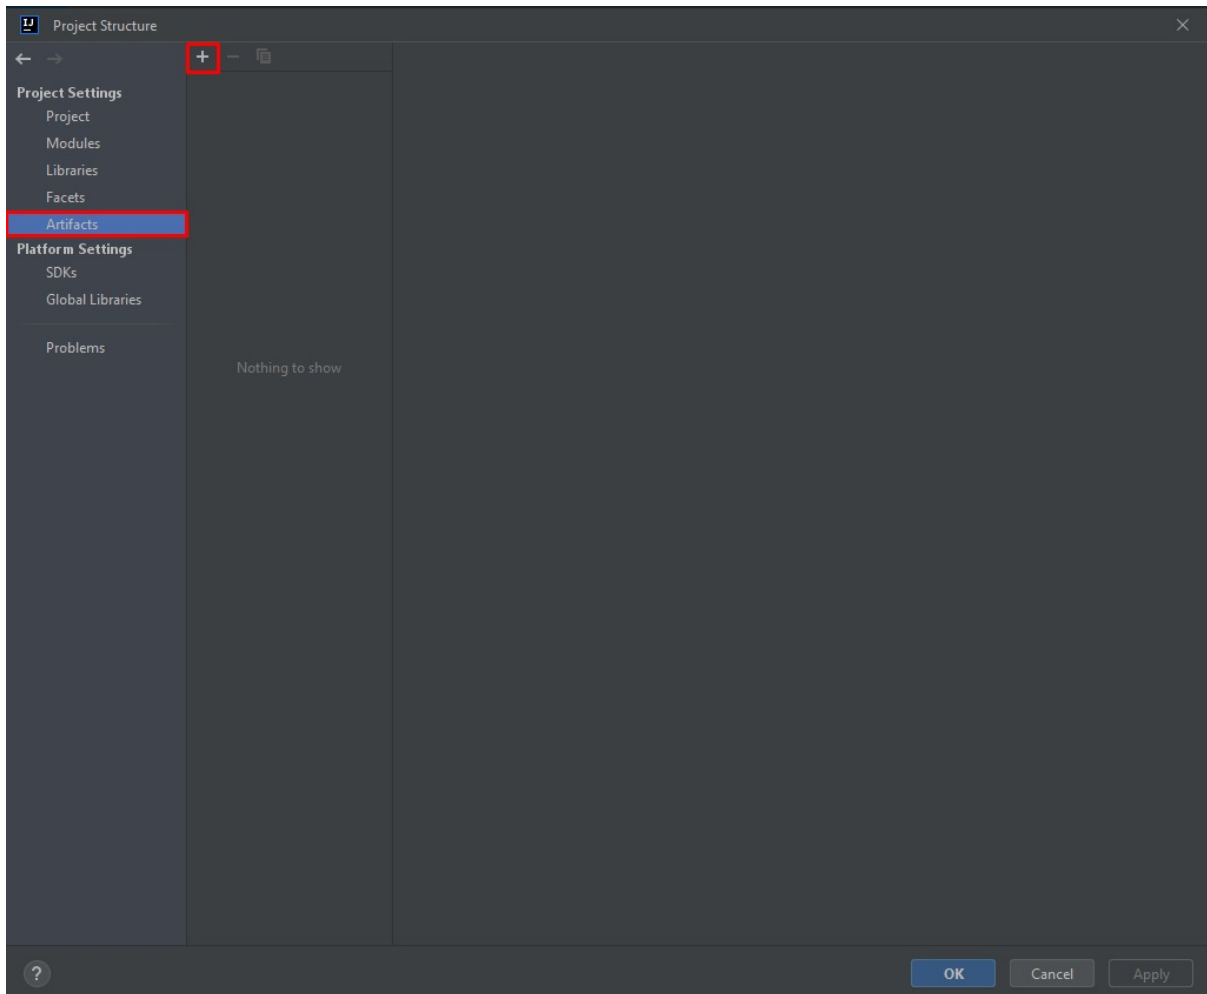 IJ
Project Structure
Project Settings
Project
Modules
Libraries
Facets
Artifacts
Platform Settings
SDKs
Global Libraries
Problems
Nothing to show
?
OK
Cancel
Apply